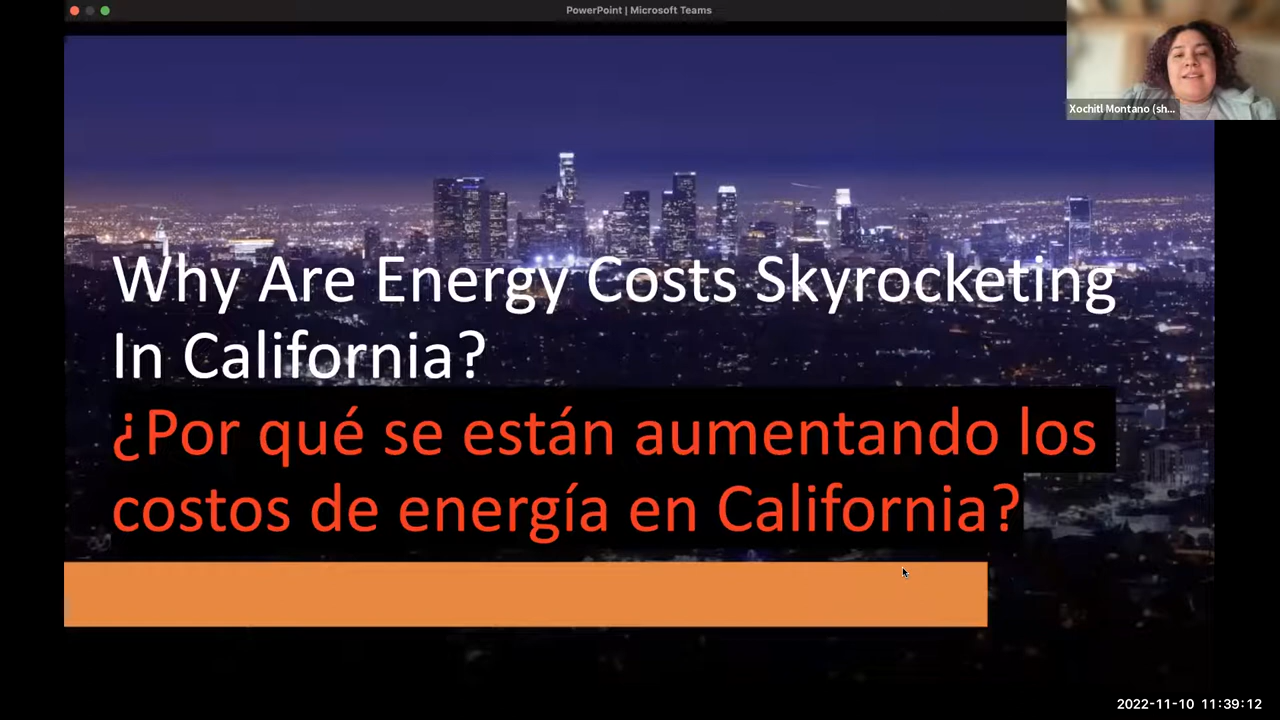 PowerPoint | Microsoft Teams
Xochitl Montano (sh...
Why Are Energy Costs Skyrocketing
In California?
¿Por qué se están aumentando los
costos de energía en California?
2022-11-10 11:39:12